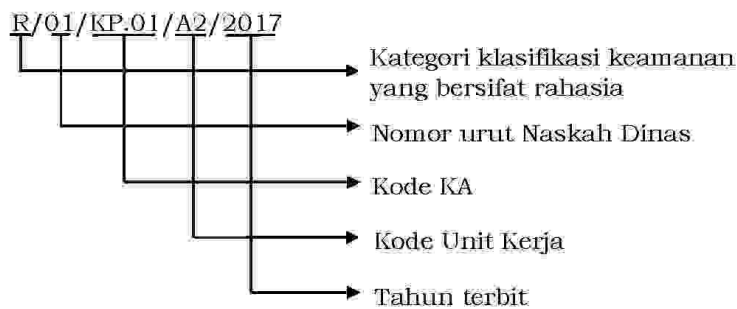 R/01/KP.01/A2/2017
Kategori klasifikasi keamanan
yang bersifat rahasia
Nomor urut Naskah Dinas
Kode KA
Kode Unit Kerja
Tahun terbit